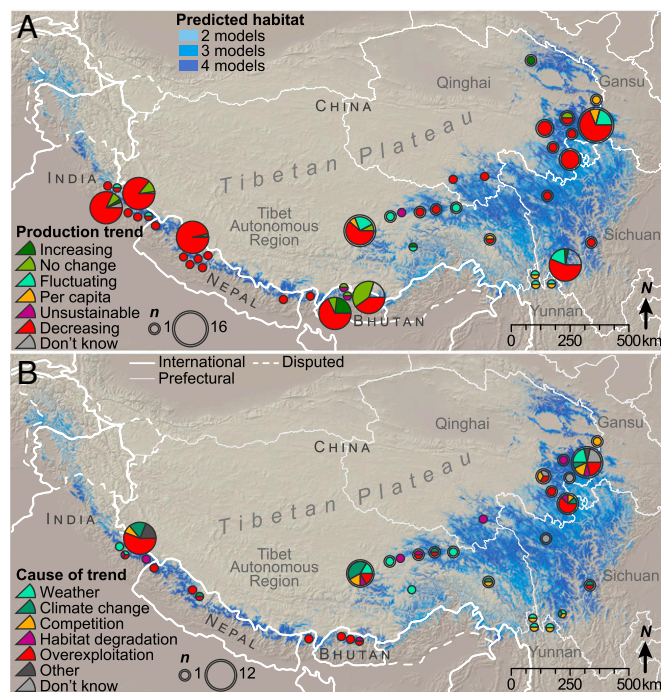 A
Predicted habitat
2 models
3 models
4 models
Qinghai
Gansu
CHINA
Tibetan Plateau
INDIA
Tibet
Autonomous
Region
Sichuan
Production trend
Increasing
No change
Fluctuating
Per capita
Unsustainable
Decreasing
Don't know
NEPAL
BHUTAN
Yunnan
N
n
1
16
0
250
500
km
B
International
Disputed
Prefectural
Qinghai
Gansu
CHINA
Tibetan Plateau
INDIA
Tibet
Autonomous
Region
Sichuan
Cause of trend
Weather
Climate change
Competition
Habitat degradation
Overexploitation
Other
Don't know
NEPAL
BHUTAN
Yunnan
N
n
1
12
0
250
500
km